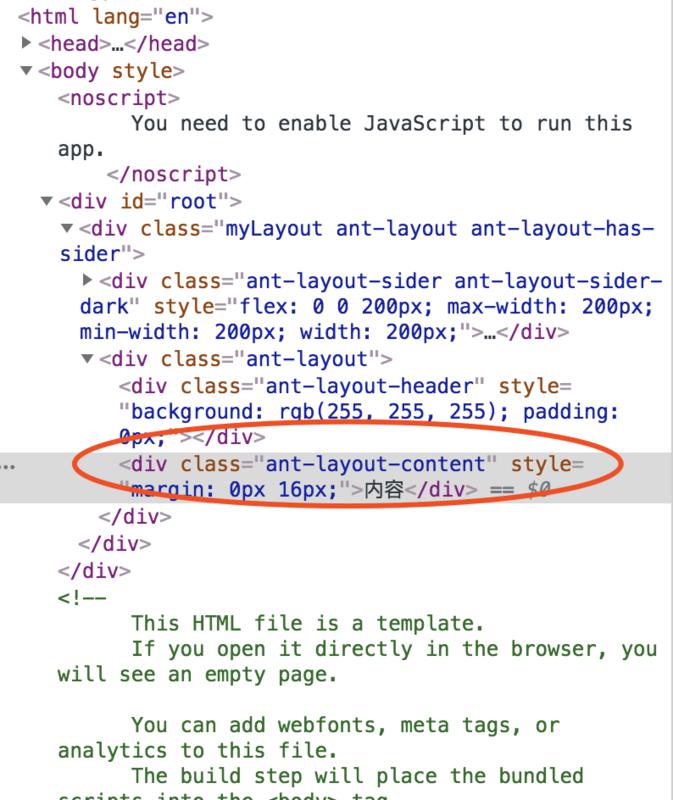 <html lang="en">
<head>…</head>
<body style>
<noscript>
You need to enable JavaScript to run this
app.
</noscript>
<div id="root">
<div class="myLayout ant-layout ant-layout-has-
sider">
<div class="ant-layout-sider ant-layout-sider-
dark" style="flex: 0 0 200px; max-width: 200px;
min-width: 200px; width: 200px;">…</div>
<div class="ant-layout">
<div class="ant-layout-header" style=
"background: rgb(255, 255, 255); padding:
0px;"></div>
<div class="ant-layout-content" style=
"margin: 0px 16px;">内容</div> == $0
</div>
</div>
</div>
<!--
This HTML file is a template.
If you open it directly in the browser, you
will see an empty page.
You can add webfonts, meta tags, or
analytics to this file.
The build step will place the bundled
scripts into the <body> tag